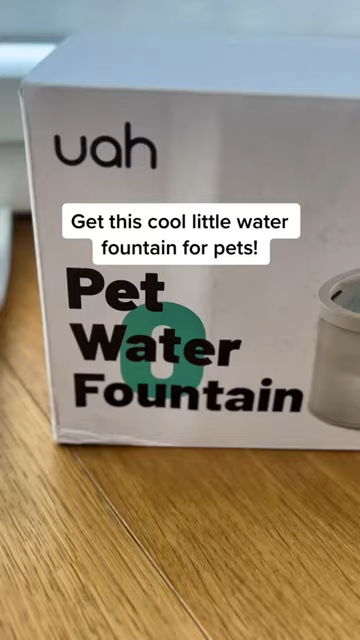 uah
Get this cool little water
fountain for pets!
Pet
Water
Fountain